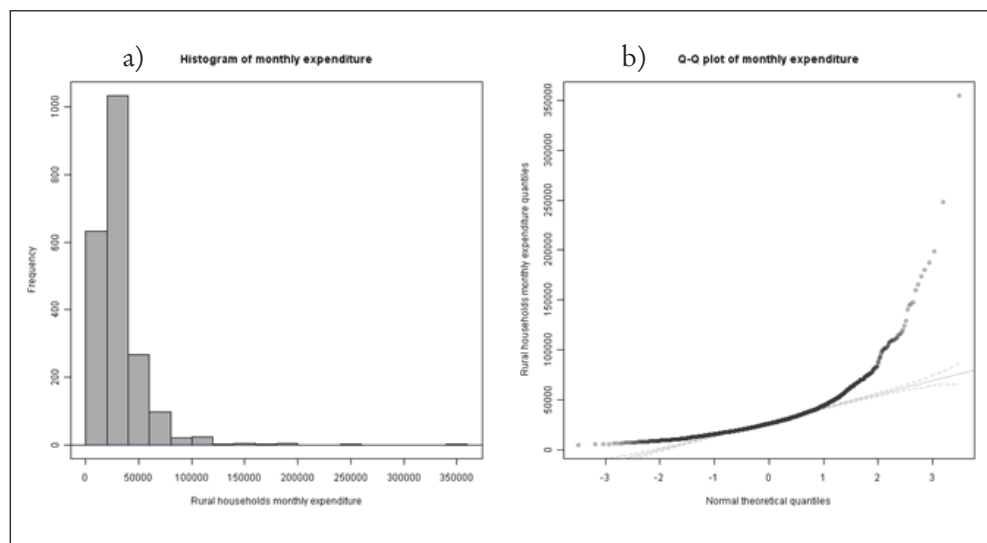 a)
Histogram of monthly expenditure
Frequency
1000
800
600
400
200
0
0 50000 100000 150000 200000 250000 300000 350000
Rural households monthly expenditure
b)
Q-Q plot of monthly expenditure
Rural households monthly expenditure quantiles
350000
300000
250000
200000
150000
100000
50000
0
-3 -2 -1 0 1 2 3
Normal theoretical quantiles